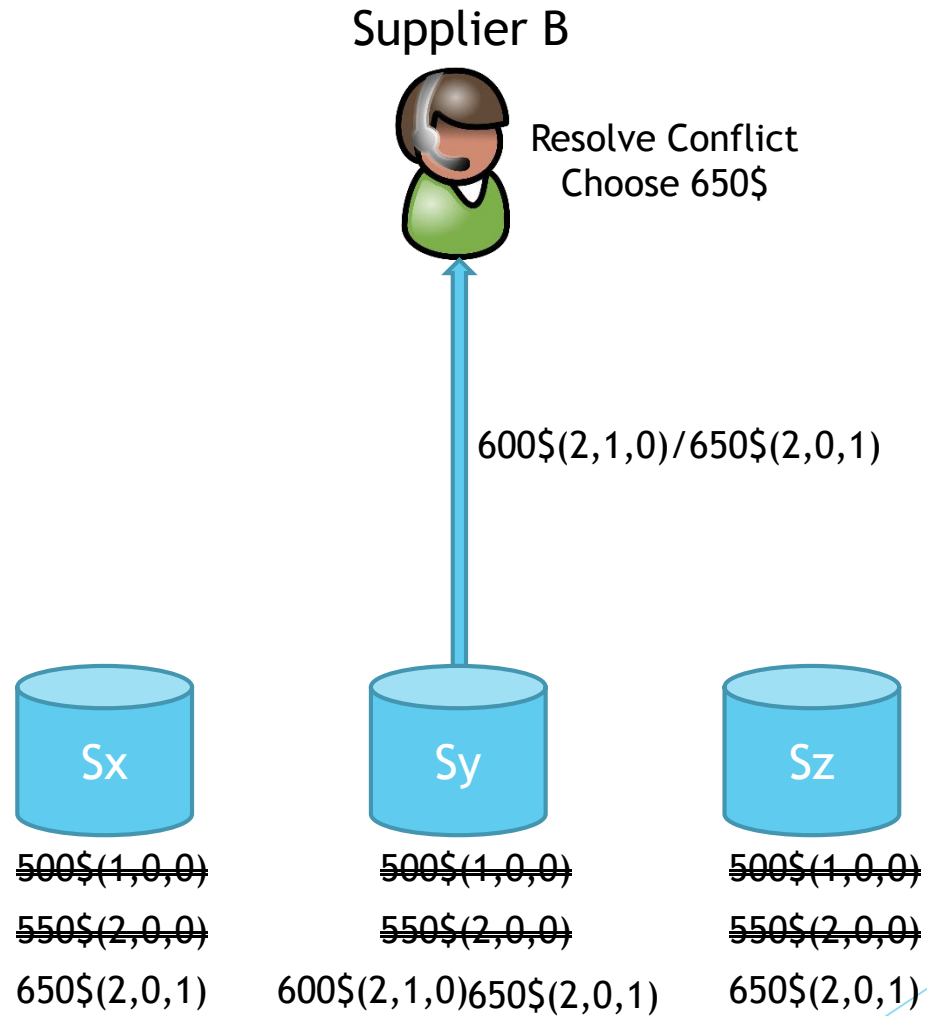 Supplier B
Resolve Conflict
Choose 650$
600$(2,1,0)/650$(2,0,1)
Sx Sy Sz
500$(1,0,0) 500$(1,0,0) 500$(1,0,0)
550$(2,0,0) 550$(2,0,0) 550$(2,0,0)
650$(2,0,1) 600$(2,1,0) 650$(2,0,1) 650$(2,0,1)